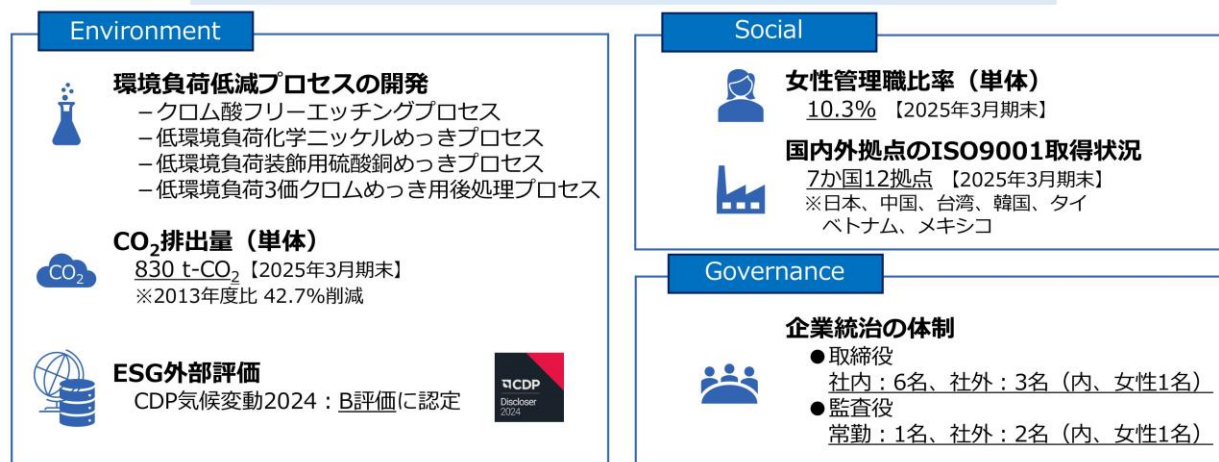 Environment
環境負荷低減プロセスの開発
－クロム酸フリーエッチングプロセス
－低環境負荷化学ニッケルめっきプロセス
－低環境負荷装飾用硫酸銅めっきプロセス
－低環境負荷3価クロムめっき用後処理プロセス
CO2
CO₂排出量（単体）
830 t-CO₂【2025年3月期末】
※2013年度比 42.7%削減
ESG外部評価
CDP気候変動2024：B評価に認定
CDP
Discloser
2024
Social
女性管理職比率（単体）
10.3% 【2025年3月期末】
国内外拠点のISO9001取得状況
7か国12拠点 【2025年3月期末】
※日本、中国、台湾、韓国、タイ
ベトナム、メキシコ
Governance
企業統治の体制
●取締役
社内：6名、社外：3名（内、女性1名）
●監査役
常勤：1名、社外：2名（内、女性1名）